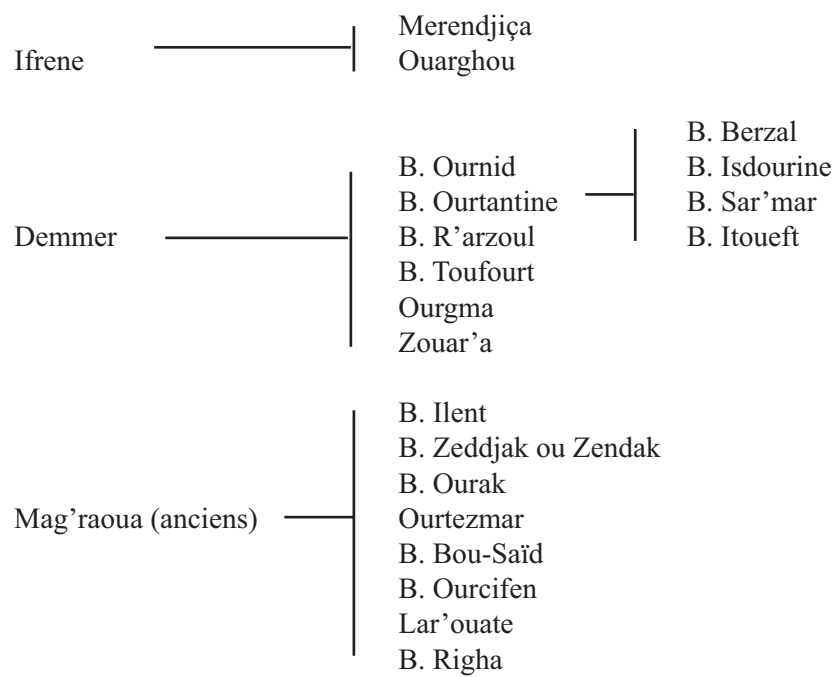 Ifrene
Merendjiça
Ouarghou
Demmer
B. Ournid
B. Ourtantine
B. R’arzoul
B. Toufourt
Ourgma
Zouar’a
B. Berzal
B. Isdourine
B. Sar’mar
B. Itoueft
Mag’raoua (anciens)
B. Ilent
B. Zeddjak ou Zendak
B. Ourak
Ourtezmar
B. Bou-Saïd
B. Ourcifen
Lar’ouate
B. Righa